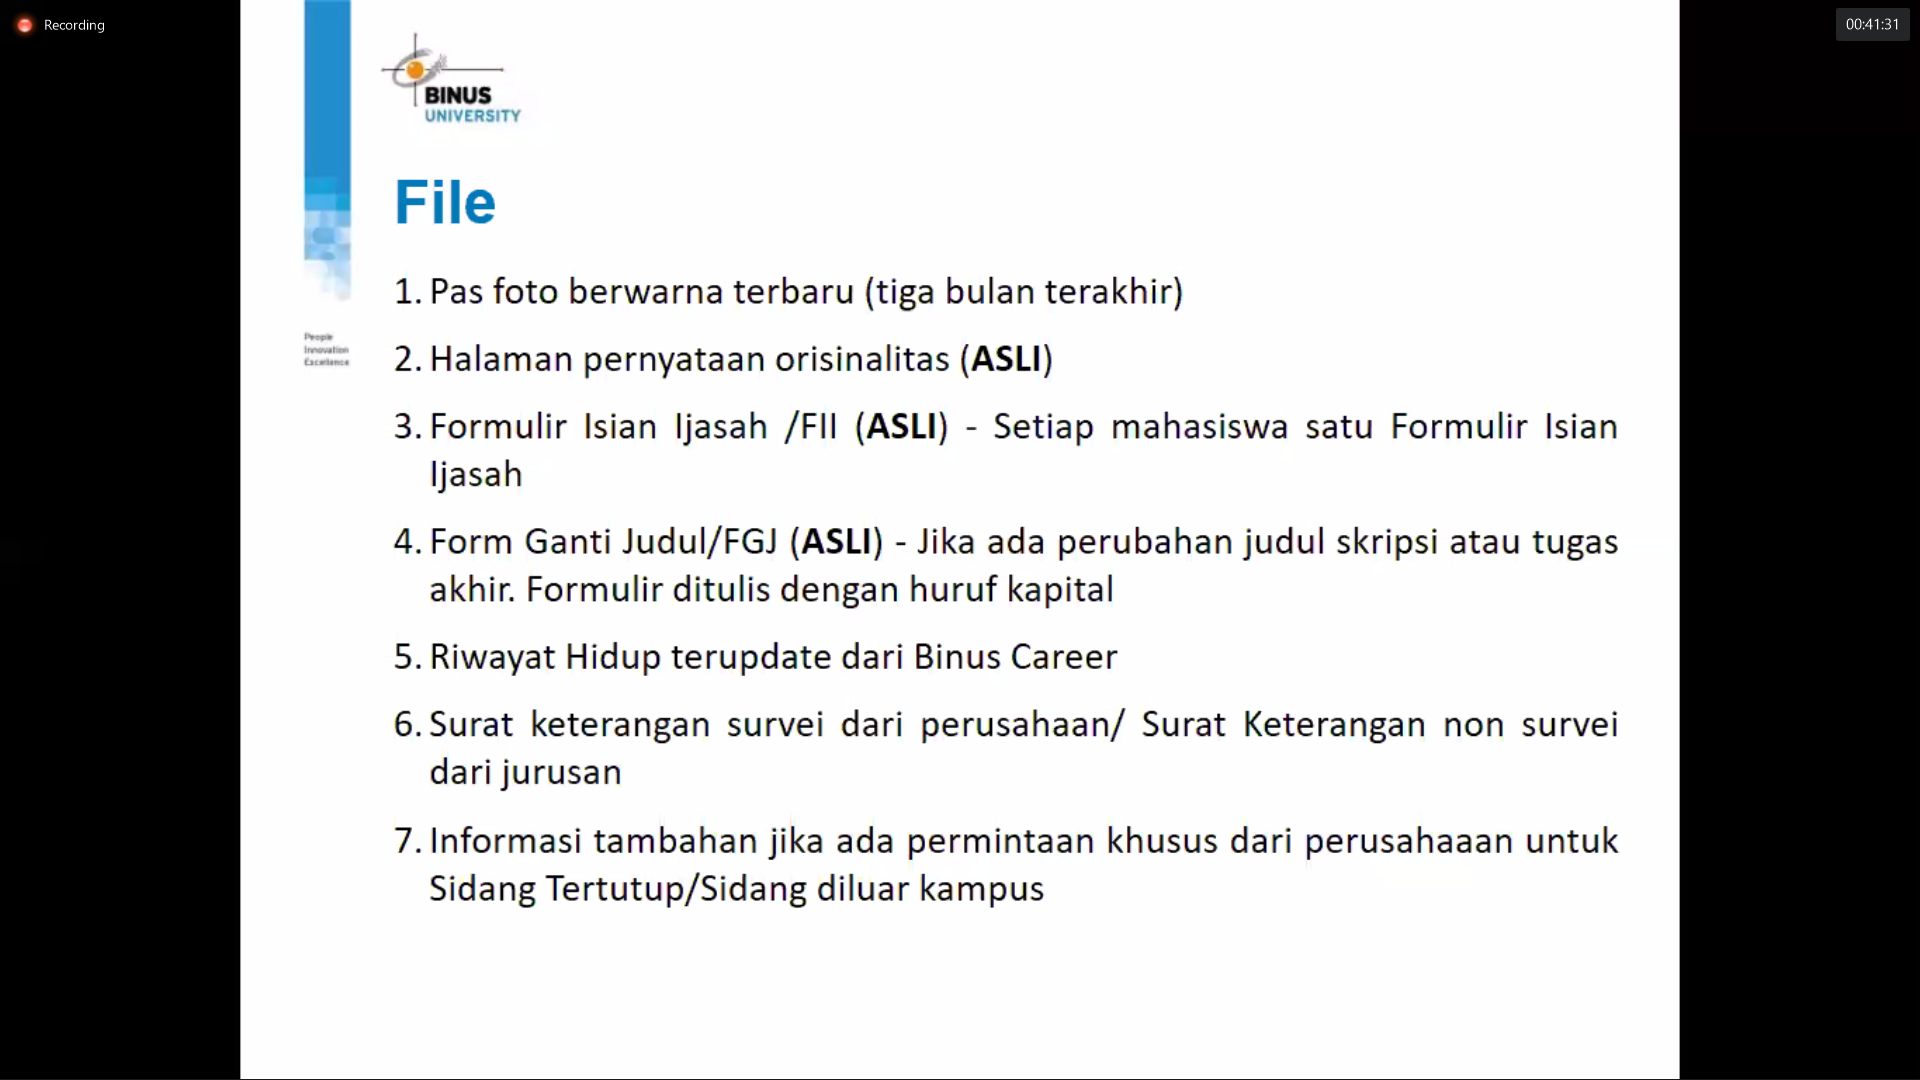 Recording
00:41:31
BINUS
UNIVERSITY
File
People
Innovation
Excellence
1. Pas foto berwarna terbaru (tiga bulan terakhir)
2. Halaman pernyataan orisinalitas (ASLI)
3. Formulir Isian Ijasah /FII (ASLI) - Setiap mahasiswa satu Formulir Isian
Ijasah
4. Form Ganti Judul/FGJ (ASLI) - Jika ada perubahan judul skripsi atau tugas
akhir. Formulir ditulis dengan huruf kapital
5. Riwayat Hidup terupdate dari Binus Career
6. Surat keterangan survei dari perusahaan/ Surat Keterangan non survei
dari jurusan
7. Informasi tambahan jika ada permintaan khusus dari perusahaaan untuk
Sidang Tertutup/Sidang diluar kampus